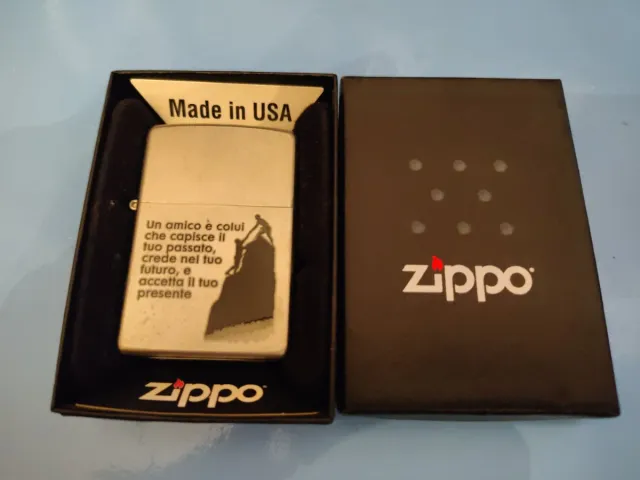 Made in USA
Un amico è colui
che capisce il
tuo passato,
crede nel tuo
futuro, e
accetta il tuo
presente
zippo
zippo